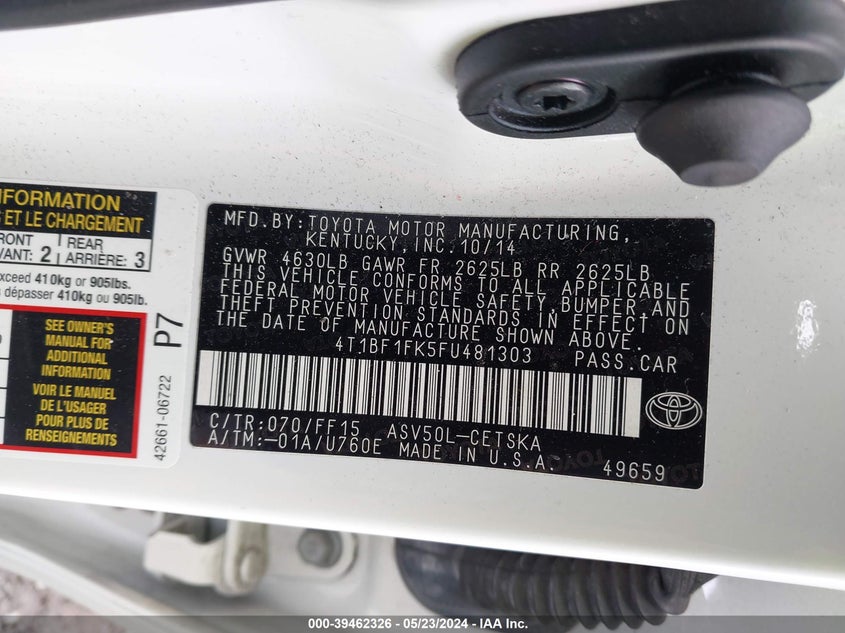 INFORMATION
ET LE CHARGEMENT
FRONT
AVANT: 2
REAR
ARRIÈRE: 3
exceed 410kg or 905lbs.
dépasser 410kg ou 905lb.
SEE OWNER'S
MANUAL FOR
ADDITIONAL
INFORMATION
VOIR LE MANUEL
DE L'USAGER
POUR PLUS DE
RENSEIGNEMENTS
P7
42661-06722
MFD.BY:TOYOTA MOTOR MANUFACTURING,
KENTUCKY,INC.10/14
GVWR 4630LB GAWR FR 2625LB RR 2625LB
THIS VEHICLE CONFORMS TO ALL APPLICABLE
FEDERAL MOTOR VEHICLE SAFETY,BUMPER,AND
THEFT PREVENTION STANDARDS IN EFFECT ON
THE DATE OF MANUFACTURE SHOWN ABOVE.
4T1BF1FK5FU481303 PASS.CAR
C/TR:070/FF15 ASV50L-CETSKA
A/TM:-01A/U760E MADE IN U.S.A.
49659
000-39462326 - 05/23/2024 - IAA Inc.